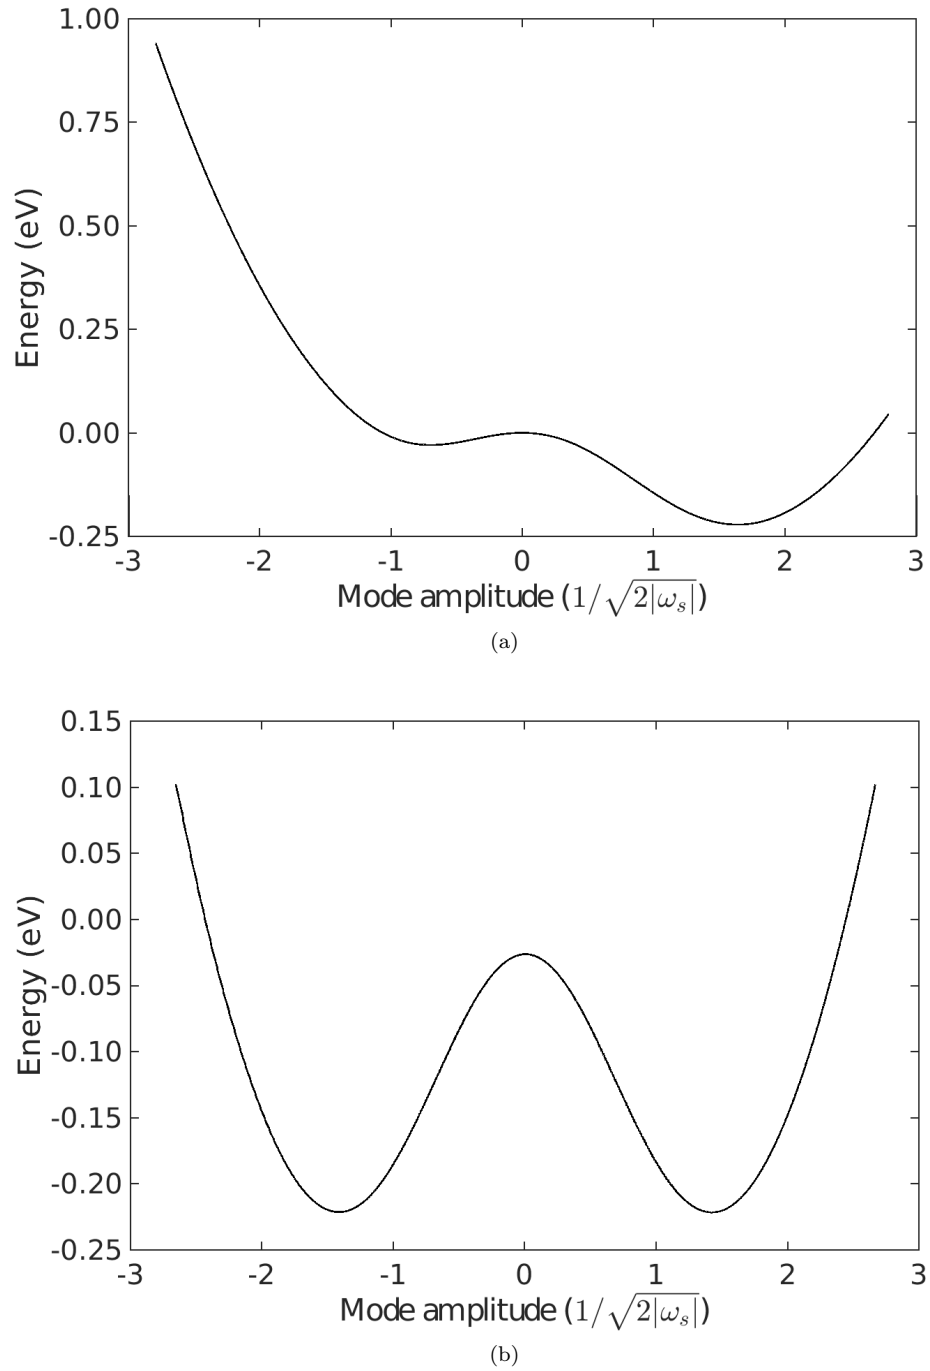 1.00
0.75
0.50
0.25
0.00
-0.25
Energy (eV)
-3 -2 -1 0 1 2 3
Mode amplitude (1/√2|ω_s|)
(a)
0.15
0.10
0.05
0.00
-0.05
-0.10
-0.15
-0.20
-0.25
Energy (eV)
-3 -2 -1 0 1 2 3
Mode amplitude (1/√2|ω_s|)
(b)